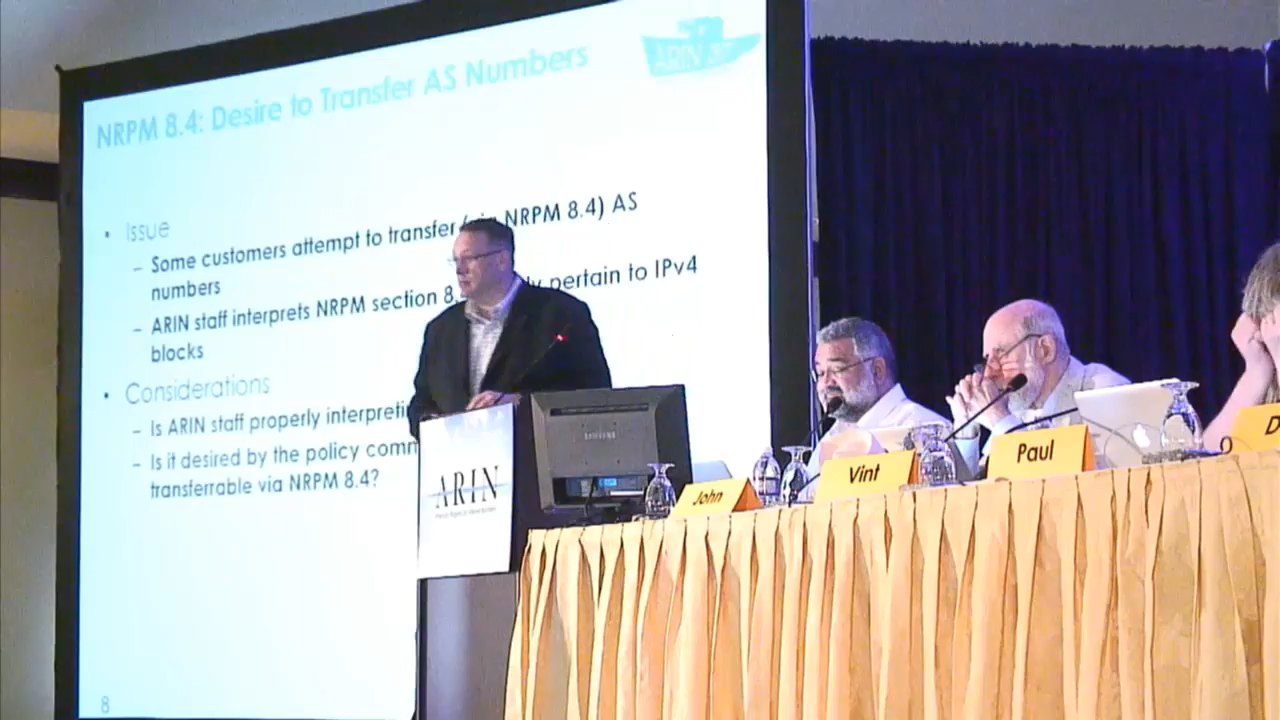 NRPM 8.4: Desire to Transfer AS Numbers
ARIN
• Issue
– Some customers attempt to transfer NRPM 8.4) AS
numbers
– ARIN staff interprets NRPM section 8. pertain to IPv4
blocks
• Considerations
– Is ARIN staff properly
– Is it desired by the policy
transferrable via NRPM 8.4?
8
ARIN
SAMSUNG
John
Vint
Paul
D